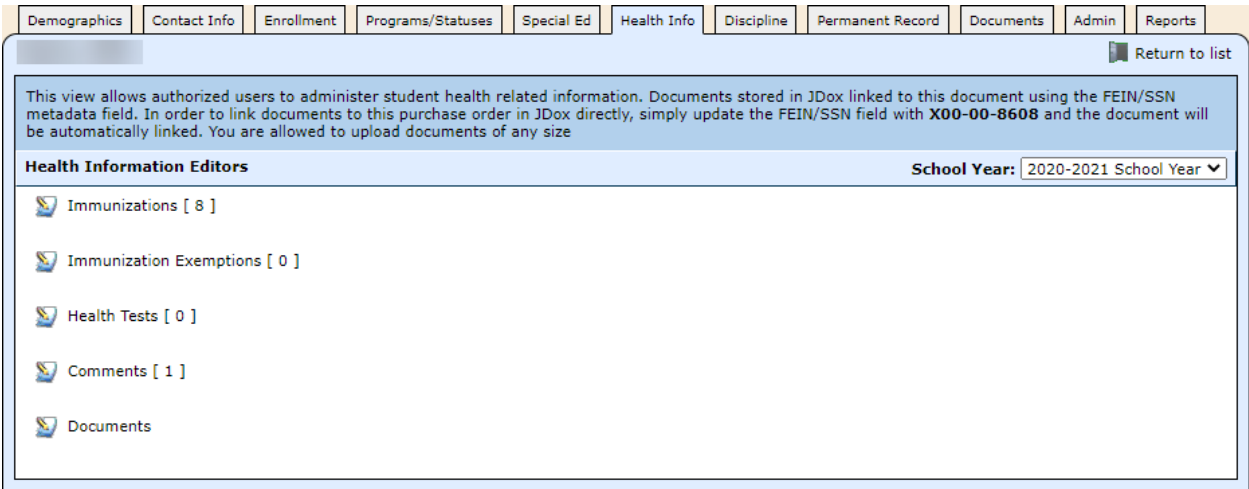 Demographics Contact Info Enrollment Programs/Statuses Special Ed Health Info Discipline Permanent Record Documents Admin Reports
Return to list
This view allows authorized users to administer student health related information. Documents stored in JDox linked to this document using the FEIN/SSN
metadata field. In order to link documents to this purchase order in JDox directly, simply update the FEIN/SSN field with X00-00-8608 and the document will
be automatically linked. You are allowed to upload documents of any size
Health Information Editors School Year: 2020-2021 School Year
Immunizations [ 8 ]
Immunization Exemptions [ 0 ]
Health Tests [ 0 ]
Comments [ 1 ]
Documents